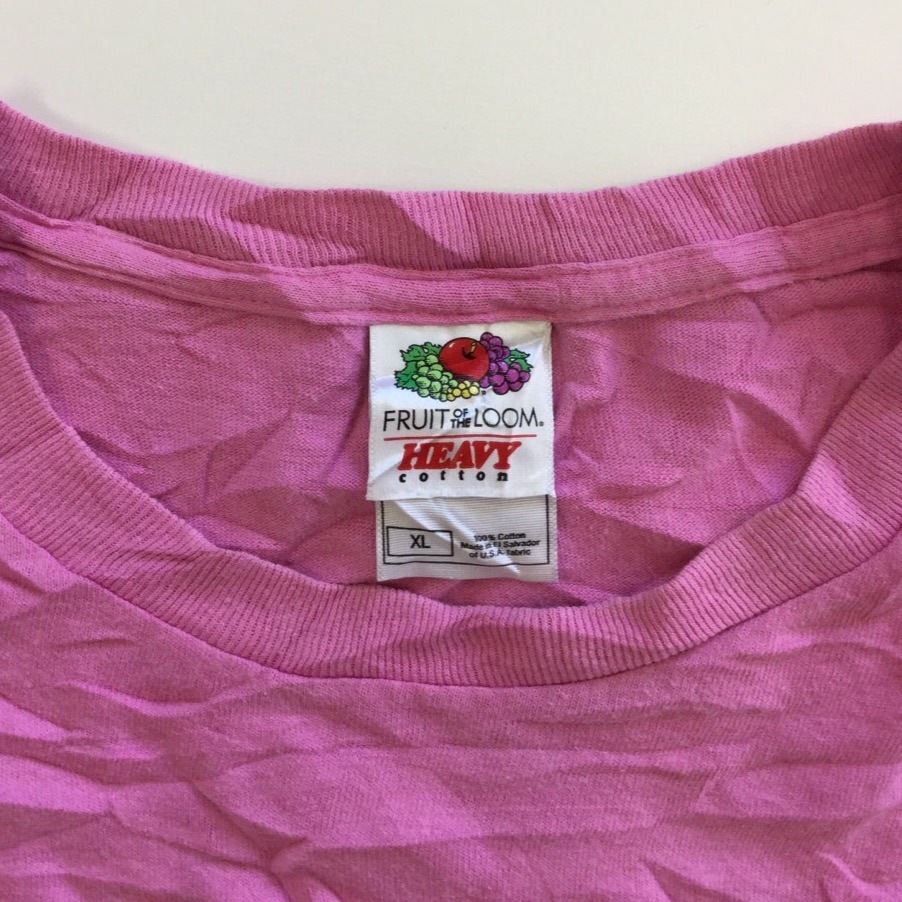 FRUIT OF THE LOOM®
HEAVY
cotton
XL
100% Cotton
Made in El Salvador
of U.S.A. fabric